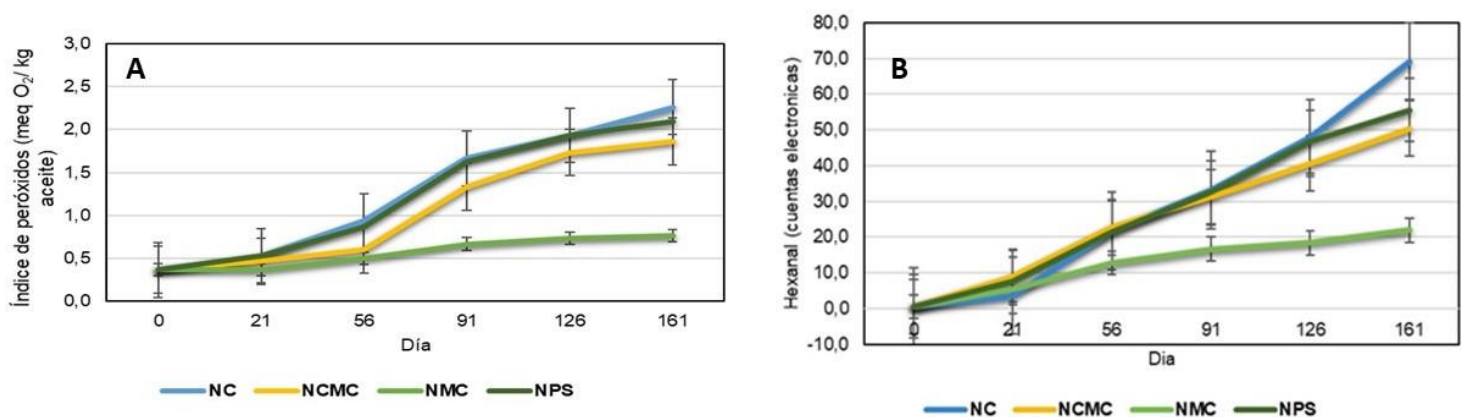 A
Índice de peróxidos (meq O₂/ kg
aceite)
3,0
2,5
2,0
1,5
1,0
0,5
0,0
0 21 56 91 126 161
Día
NC NCMC NMC NPS
B
Hexanal (cuentas electronicas)
80,0
70,0
60,0
50,0
40,0
30,0
20,0
10,0
0,0
-10,0
0 21 56 91 126 161
Dia
NC NCMC NMC NPS